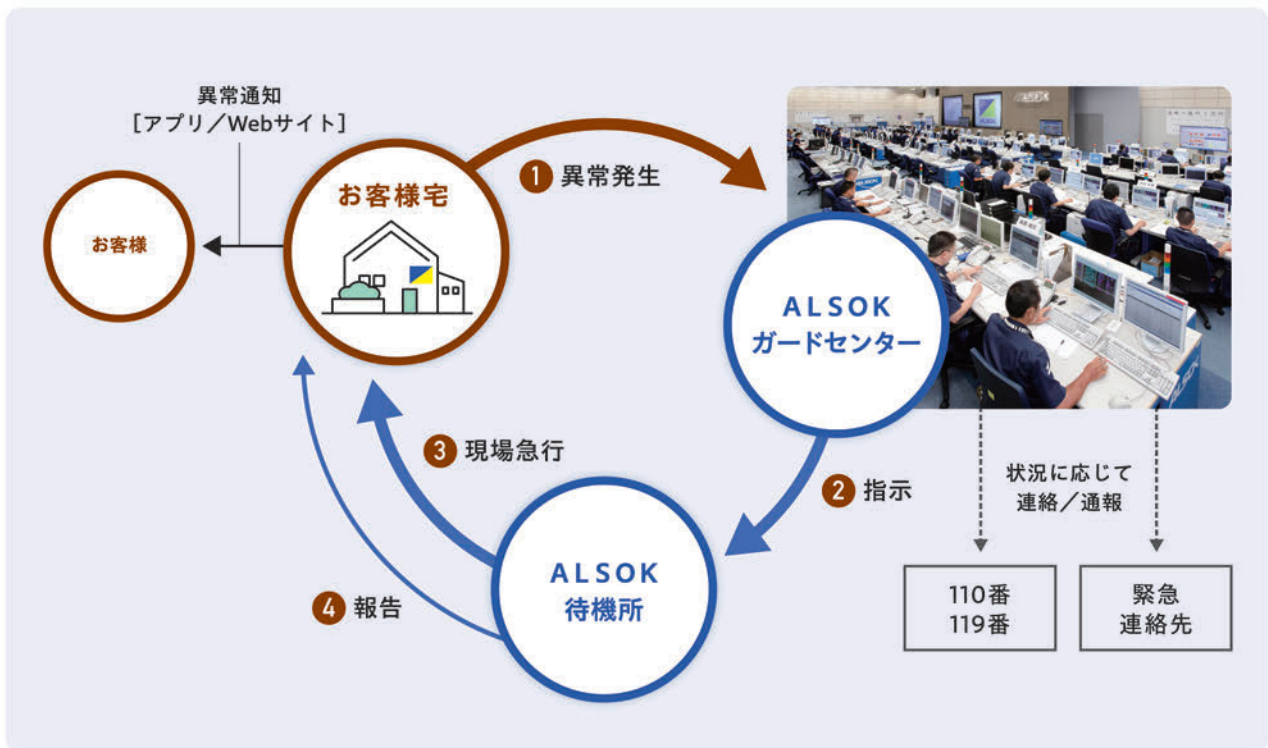 異常通知
［アプリ／Webサイト］
お客様
お客様宅
1 異常発生
ALSOK
ALSOK
ガードセンター
2 指示
状況に応じて
連絡／通報
110番
119番
緊急
連絡先
3 現場急行
ALSOK
待機所
4 報告
ALSOK